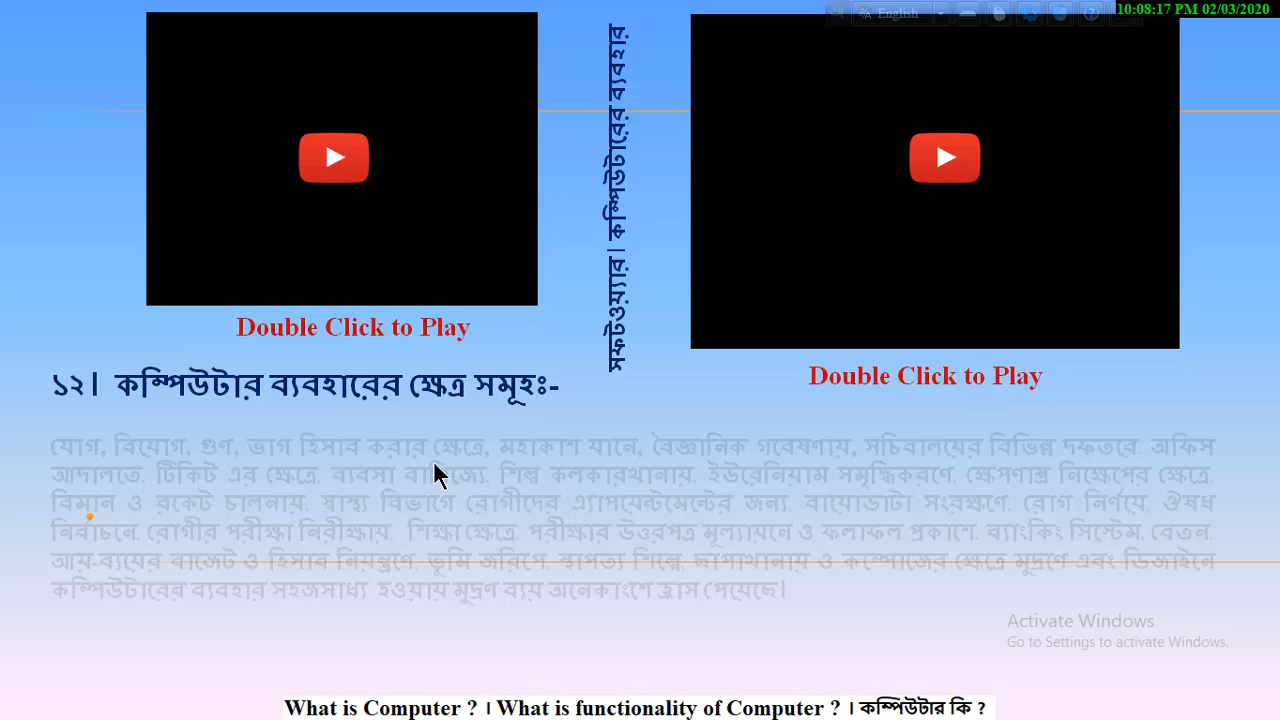 English
10:08:17 PM 02/03/2020
সফটওয়্যার। কম্পিউটারের ব্যবহার
Double Click to Play
Double Click to Play
১২। কম্পিউটার ব্যবহারের ক্ষেত্র সমূহঃ-
যোগ, বিয়োগ, গুণ, ভাগ হিসাব করার ক্ষেত্রে, মহাকাশ যানে, বৈজ্ঞানিক গবেষণায়, সচিবালয়ের বিভিন্ন দফতরে, অফিস
আদালতে, টিকিট এর ক্ষেত্রে, ব্যবসা বাণিজ্যে, শিল্প কলকারখানায়, ইউরেনিয়াম সমৃদ্ধিকরণে, ক্ষেপণাস্ত্র নিক্ষেপের ক্ষেত্রে,
বিমান ও রকেট চালনায়, স্বাস্থ্য বিভাগে রোগীদের এ্যাপয়েন্টমেন্টের জন্য, বায়োডাটা সংরক্ষণে, রোগ নির্ণয়ে, ঔষধ
নির্বাচনে, রোগীর পরীক্ষা নিরীক্ষায়, শিক্ষা ক্ষেত্রে, পরীক্ষার উত্তরপত্র মূল্যায়নে ও ফলাফল প্রকাশে, ব্যাংকিং সিস্টেম, বেতন,
আয়-ব্যয়ের বাজেট ও হিসাব নিয়ন্ত্রণে, ভূমি জরিপে, স্থাপত্য শিল্পে, ছাপাখানায় ও কম্পোজের ক্ষেত্রে মুদ্রণে এবং ডিজাইনে
কম্পিউটারের ব্যবহার সহজসাধ্য হওয়ায় মুদ্রণ ব্যয় অনেকাংশে হ্রাস পেয়েছে।
Activate Windows
Go to Settings to activate Windows.
What is Computer ? । What is functionality of Computer ? । কম্পিউটার কি ?